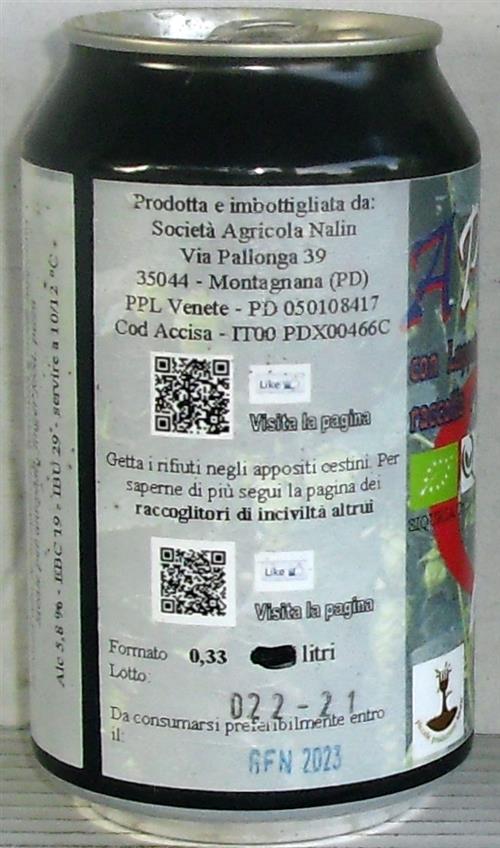 Prodotta e imbottigliata da:
Società Agricola Nalin
Via Pallonga 39
35044 - Montagnana (PD)
PPL Venete - PD 050108417
Cod Accisa - IT00 PDX00466C
Like
Visita la pagina
Getta i rifiuti negli appositi cestini. Per
saperne di più segui la pagina dei
raccoglitori di inciviltà altrui
Like
Visita la pagina
Formato 0,33 litri
Lotto:
022-21
Da consumarsi preferibilmente entro
il:
GEN 2023
Alc 5,8 % - EBC 19 - IBU 29 - servire a 10/12 °C -
A.P
con Lupp